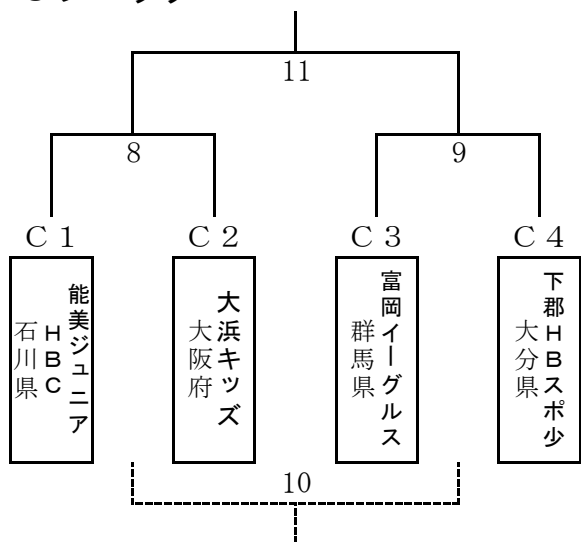 11
8
9
C1
C2
C3
C4
能美ジュニア
HBC
石川県
大浜キッズ
大阪府
富岡イーグルス
群馬県
下郡HBスポ少
大分県
10